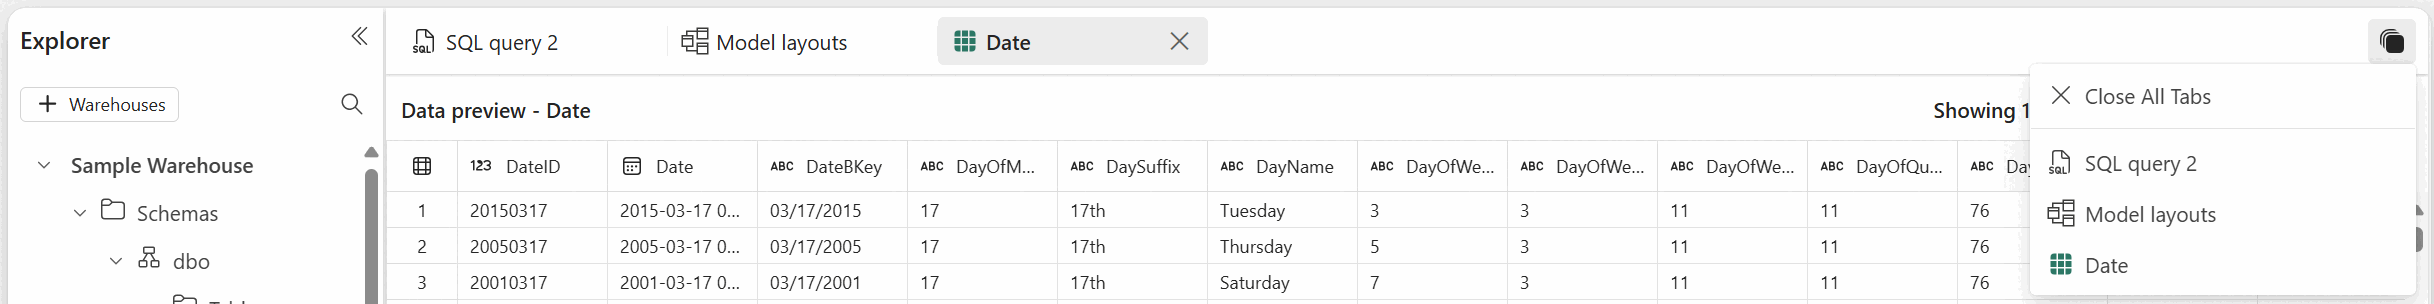 Explorer
SQL query 2
Model layouts
Date
Close All Tabs
Warehouses
Data preview - Date
Showing 1
Sample Warehouse
123 DateID
Date
ABC DateBKey
ABC DayOfM...
ABC DaySuffix
ABC DayName
ABC DayOfWe...
ABC DayOfWe...
ABC DayOfWe...
ABC DayOfQu...
ABC Day
SQL query 2
Schemas
1 20150317 2015-03-17 0... 03/17/2015 17 17th Tuesday 3 3 11 11 76
Model layouts
dbo
2 20050317 2005-03-17 0... 03/17/2005 17 17th Thursday 5 3 11 11 76
3 20010317 2001-03-17 0... 03/17/2001 17 17th Saturday 7 3 11 11 76
Date